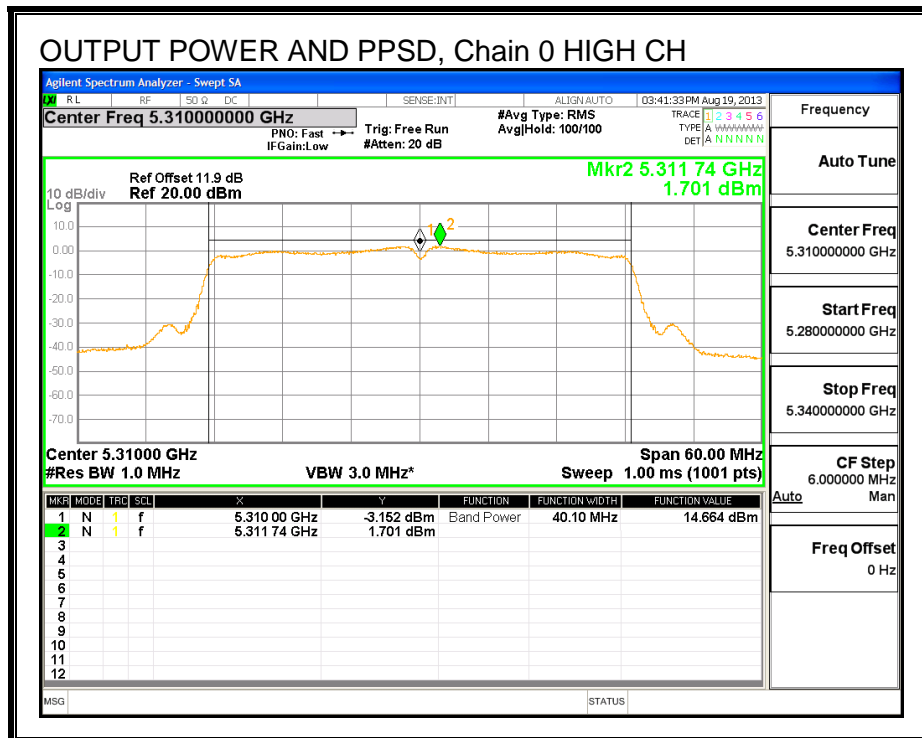 OUTPUT POWER AND PPSD, Chain 0 HIGH CH
Agilent Spectrum Analyzer - Swept SA
LXI RL RF 50 Ω DC SENSE:INT ALIGN AUTO 03:41:33 PM Aug 19, 2013
Center Freq 5.310000000 GHz
#Avg Type: RMS
TRACE 1 2 3 4 5 6
PNO: Fast Trig: Free Run Avg|Hold: 100/100
TYPE A WWWWW
IFGain:Low #Atten: 20 dB
DET A N N N N N
Frequency
Mkr2 5.311 74 GHz
1.701 dBm
Ref Offset 11.9 dB
10 dB/div Ref 20.00 dBm
Log
10.0
0.00
-10.0
-20.0
-30.0
-40.0
-50.0
-60.0
-70.0
1 2
Center 5.31000 GHz Span 60.00 MHz
#Res BW 1.0 MHz VBW 3.0 MHz* Sweep 1.00 ms (1001 pts)
MKR MODE TRC SCL X Y FUNCTION FUNCTION WIDTH FUNCTION VALUE
1 N 1 f 5.310 00 GHz -3.152 dBm Band Power 40.10 MHz 14.664 dBm
2 N 1 f 5.311 74 GHz 1.701 dBm
3
4
5
6
7
8
9
10
11
12
MSG STATUS
Auto Tune
Center Freq
5.310000000 GHz
Start Freq
5.280000000 GHz
Stop Freq
5.340000000 GHz
CF Step
6.000000 MHz
Auto Man
Freq Offset
0 Hz